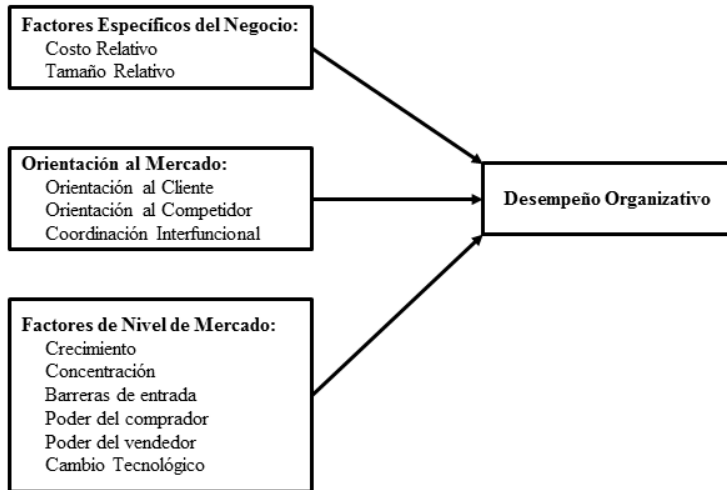 Factores Específicos del Negocio:
Costo Relativo
Tamaño Relativo
Orientación al Mercado:
Orientación al Cliente
Orientación al Competidor
Coordinación Interfuncional
Desempeño Organizativo
Factores de Nivel de Mercado:
Crecimiento
Concentración
Barreras de entrada
Poder del comprador
Poder del vendedor
Cambio Tecnológico